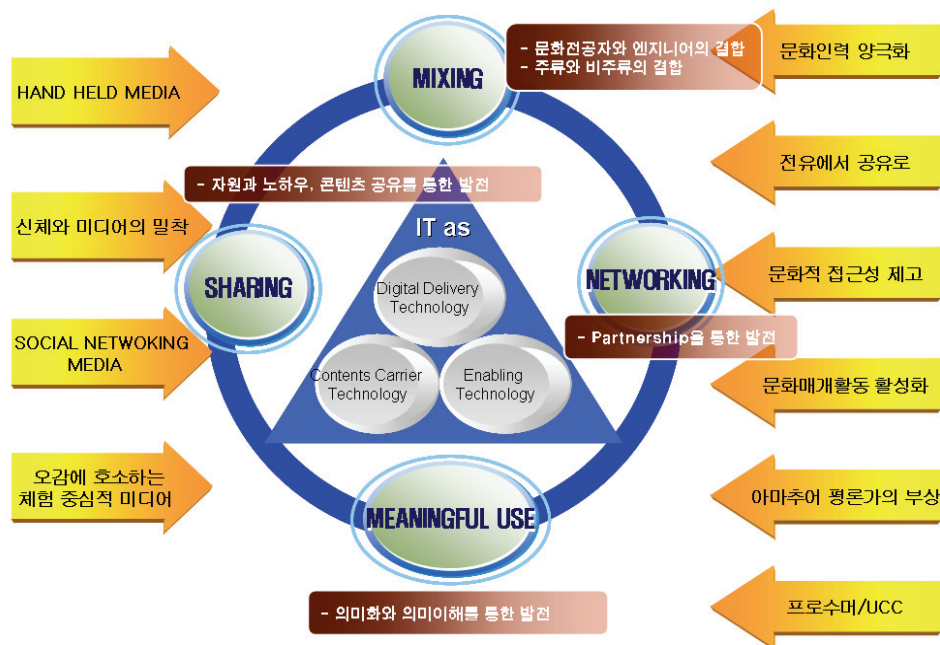 HAND HELD MEDIA
신체와 미디어의 밀착
SOCIAL NETWOKING
MEDIA
오감에 호소하는
체험 중심적 미디어
MIXING
- 문화전공자와 엔지니어의 결합
- 주류와 비주류의 결합
- 자원과 노하우, 콘텐츠 공유를 통한 발전
SHARING
IT as
Digital Delivery
Technology
Contents Carrier
Technology
Enabling
Technology
NETWORKING
- Partnership을 통한 발전
MEANINGFUL USE
- 의미화와 의미이해를 통한 발전
문화인력 양극화
전유에서 공유로
문화적 접근성 제고
문화매개활동 활성화
아마추어 평론가의 부상
프로수머/UCC